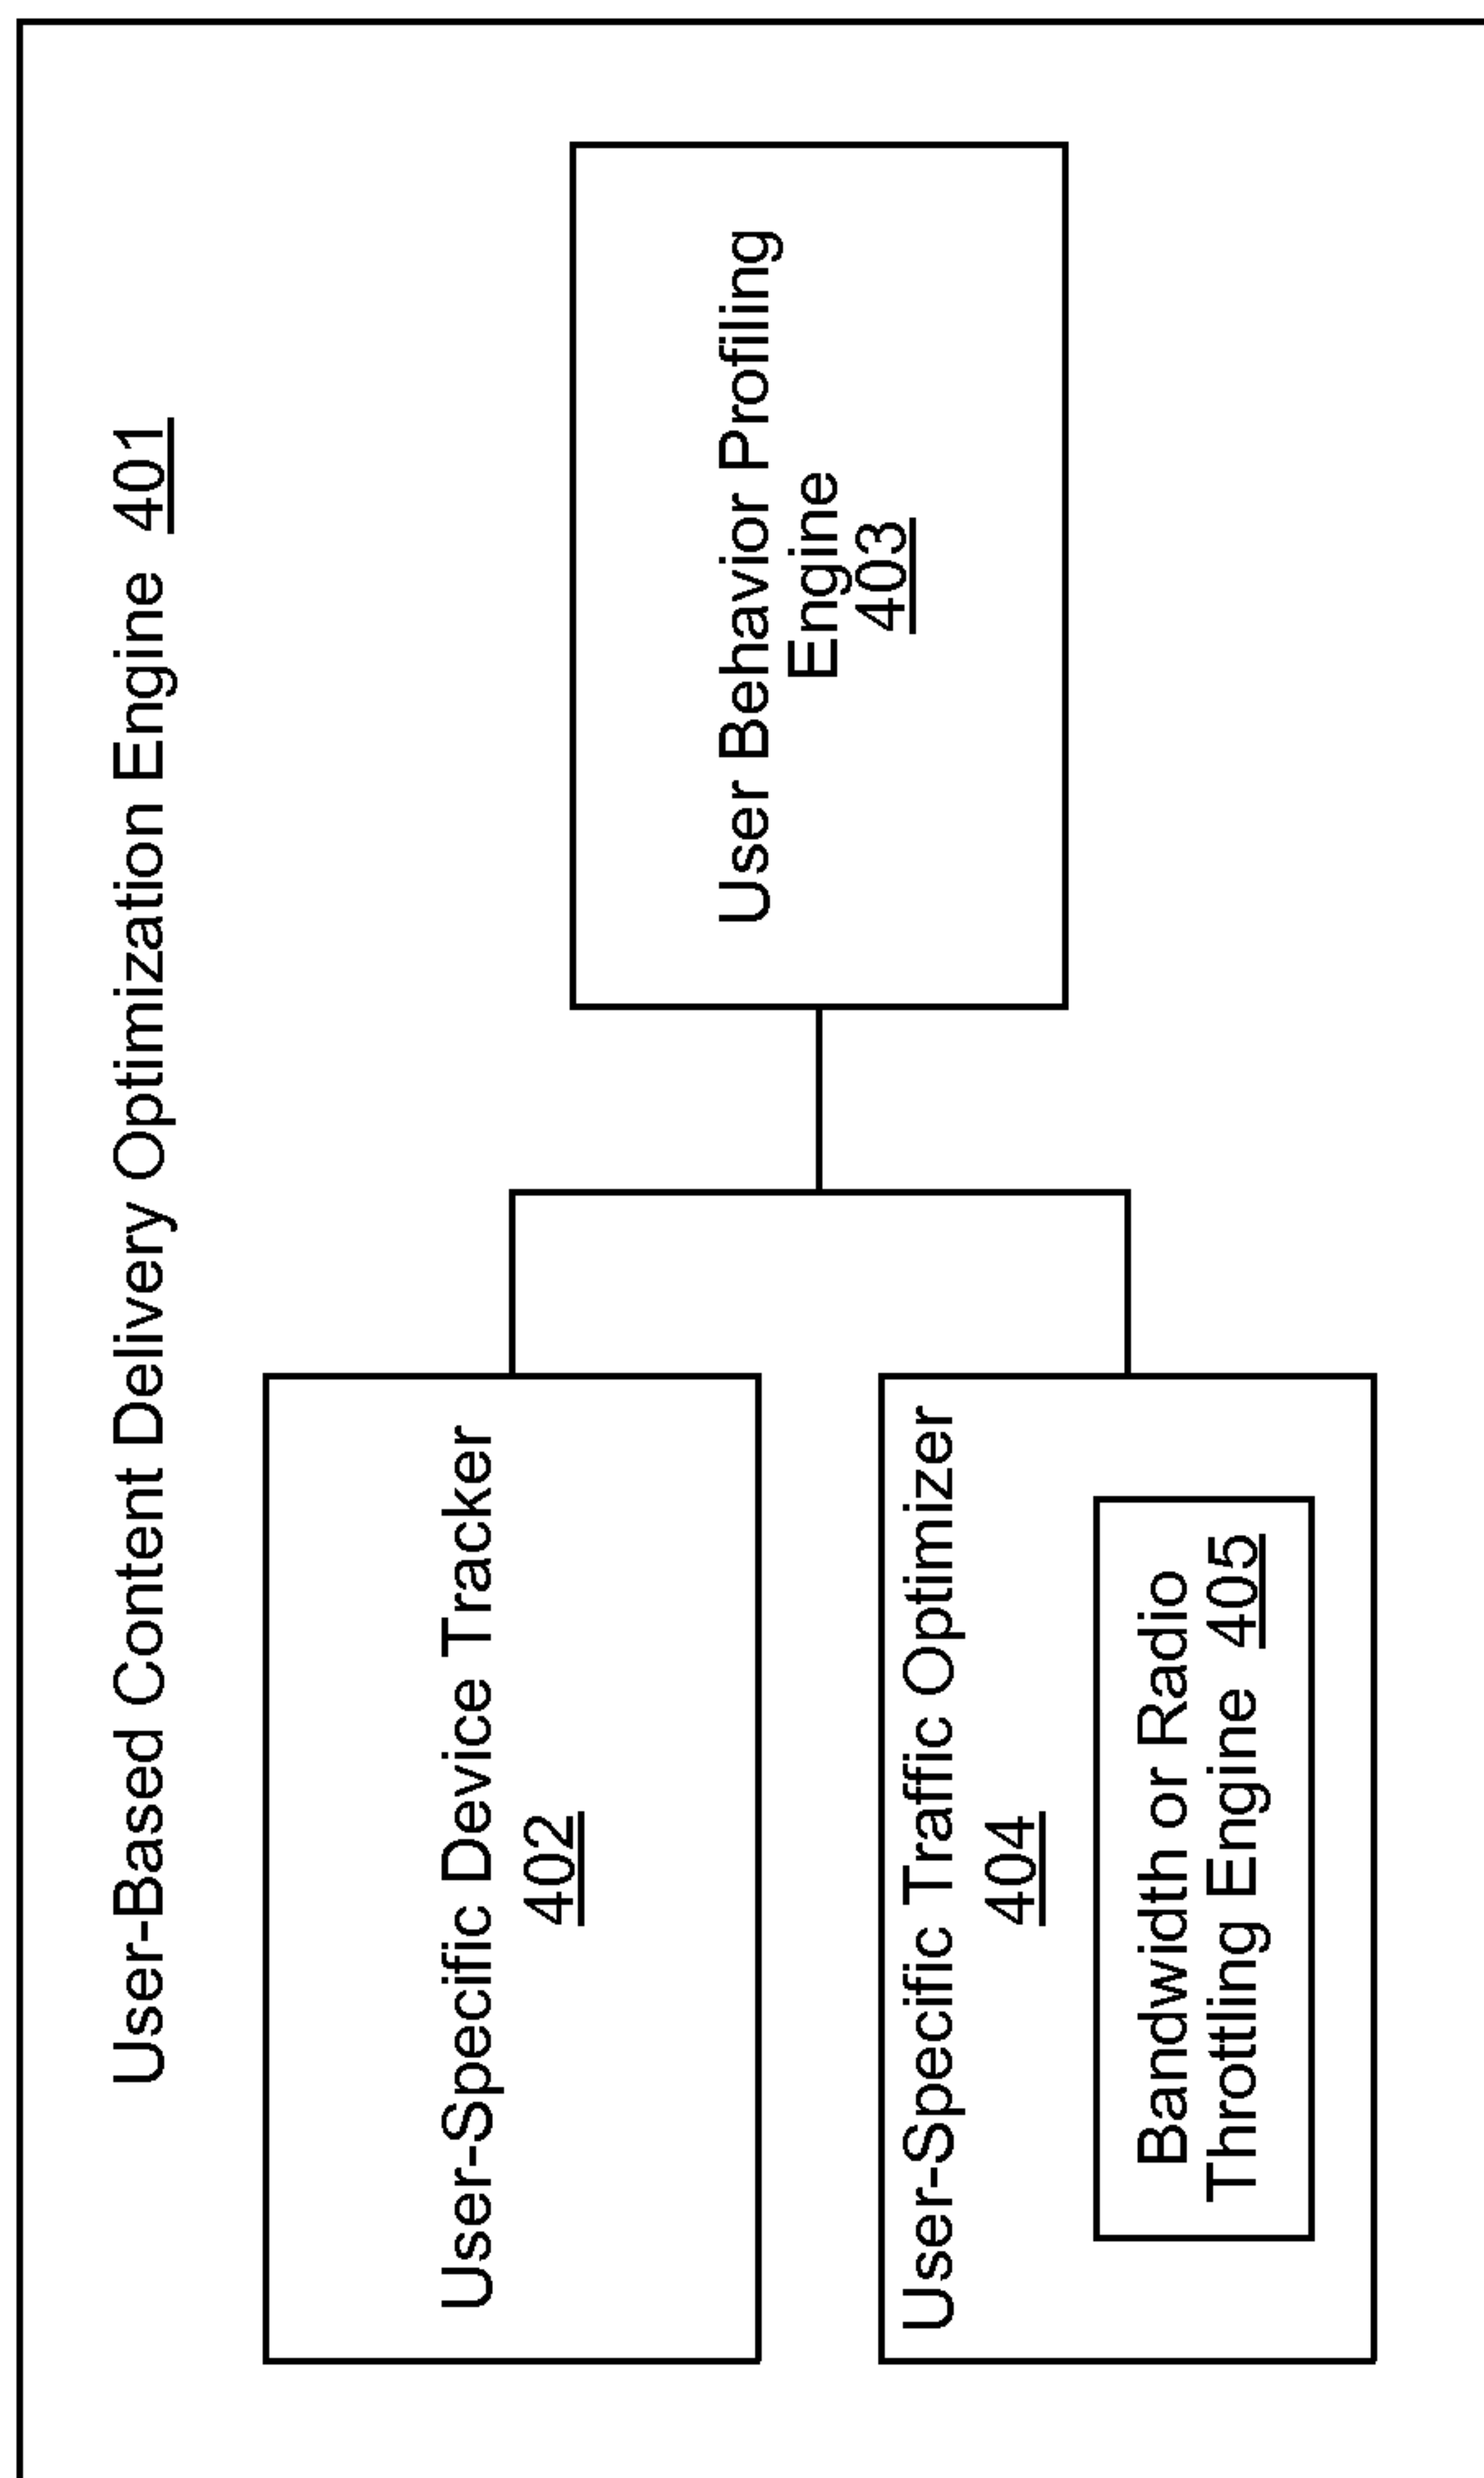 User-Based Content Delivery Optimization Engine 401
User-Specific Device Tracker
402
User Behavior Profiling
Engine
403
User-Specific Traffic Optimizer
404
Bandwidth or Radio
Throttling Engine 405